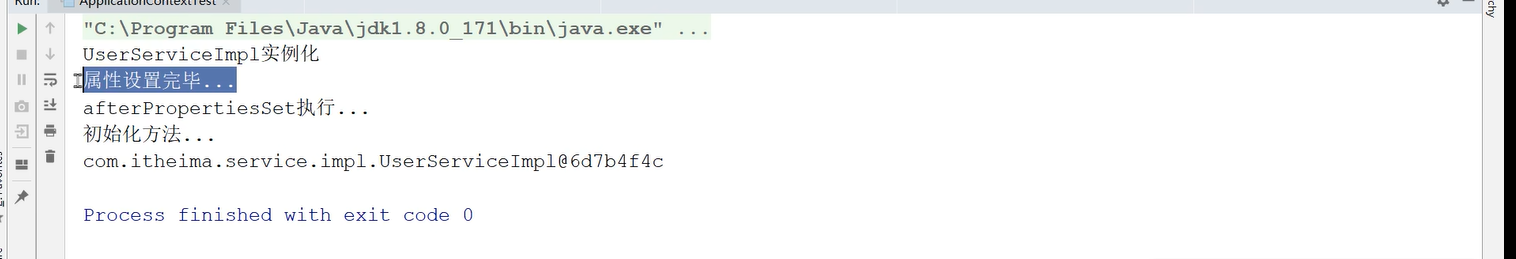 Run: ApplicationContextTest
"C:\Program Files\Java\jdk1.8.0_171\bin\java.exe" ...
UserServiceImpl实例化
属性设置完毕...
afterPropertiesSet执行...
初始化方法...
com.itheima.service.impl.UserServiceImpl@6d7b4f4c
Process finished with exit code 0